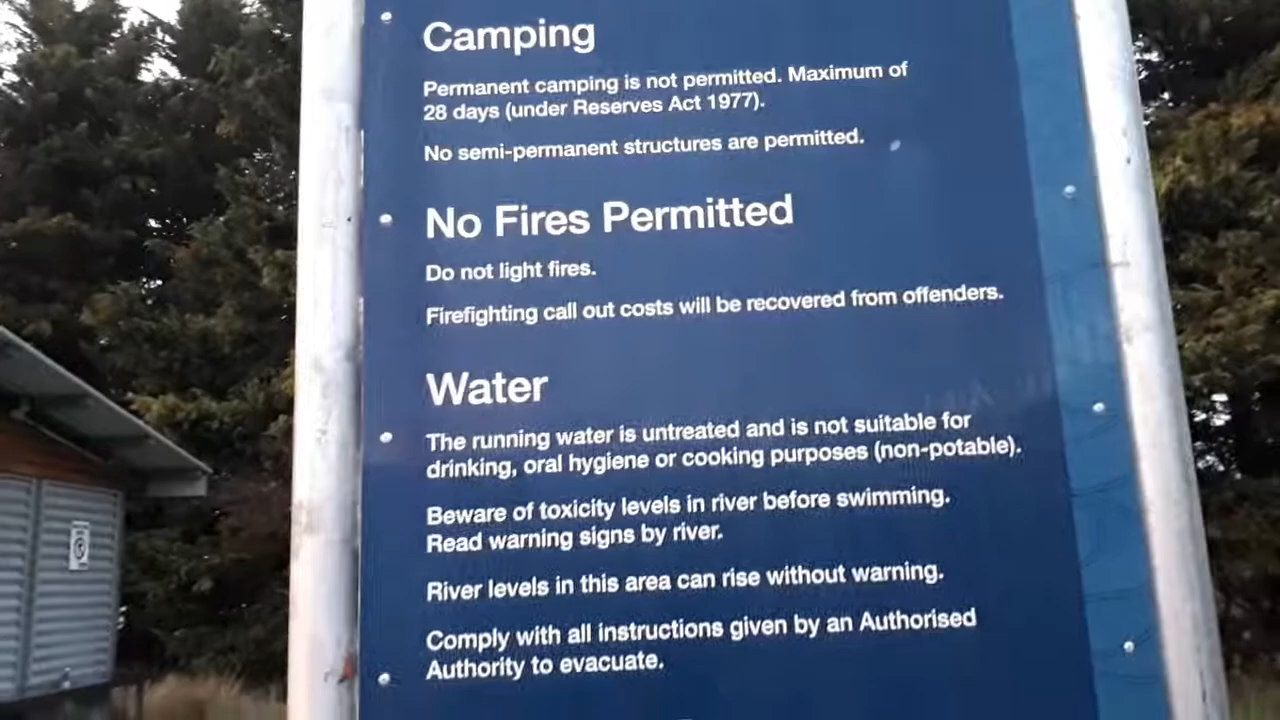 Camping
Permanent camping is not permitted. Maximum of
28 days (under Reserves Act 1977).
No semi-permanent structures are permitted.
No Fires Permitted
Do not light fires.
Firefighting call out costs will be recovered from offenders.
Water
The running water is untreated and is not suitable for
drinking, oral hygiene or cooking purposes (non-potable).
Beware of toxicity levels in river before swimming.
Read warning signs by river.
River levels in this area can rise without warning.
Comply with all instructions given by an Authorised
Authority to evacuate.